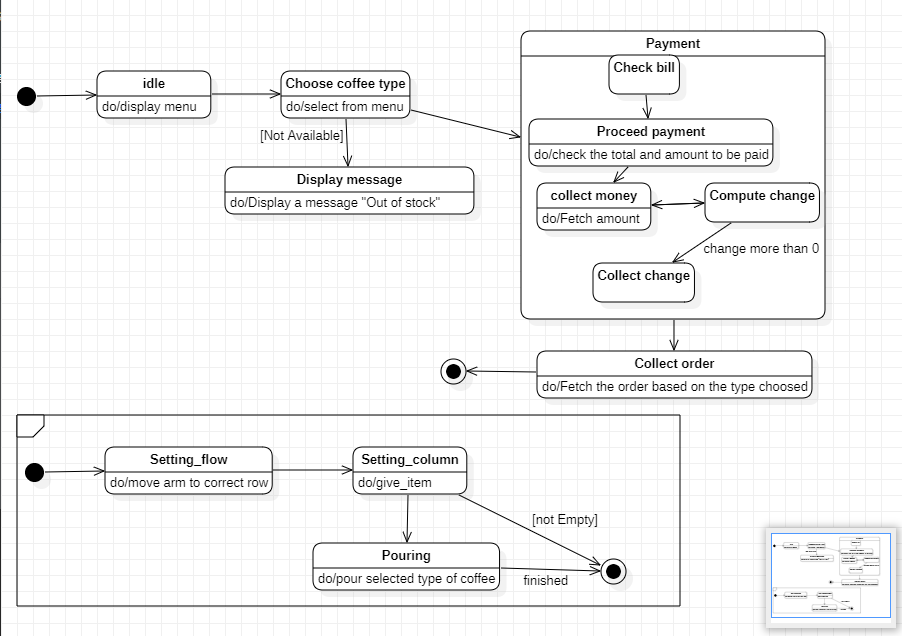 Payment
Check bill
idle
do/display menu
Choose coffee type
do/select from menu
[Not Available]
Proceed payment
do/check the total and amount to be paid
Display message
do/Display a message "Out of stock"
collect money
do/Fetch amount
Compute change
change more than 0
Collect change
Collect order
do/Fetch the order based on the type choosed
Setting_flow
do/move arm to correct row
Setting_column
do/give_item
[not Empty]
Pouring
do/pour selected type of coffee
finished